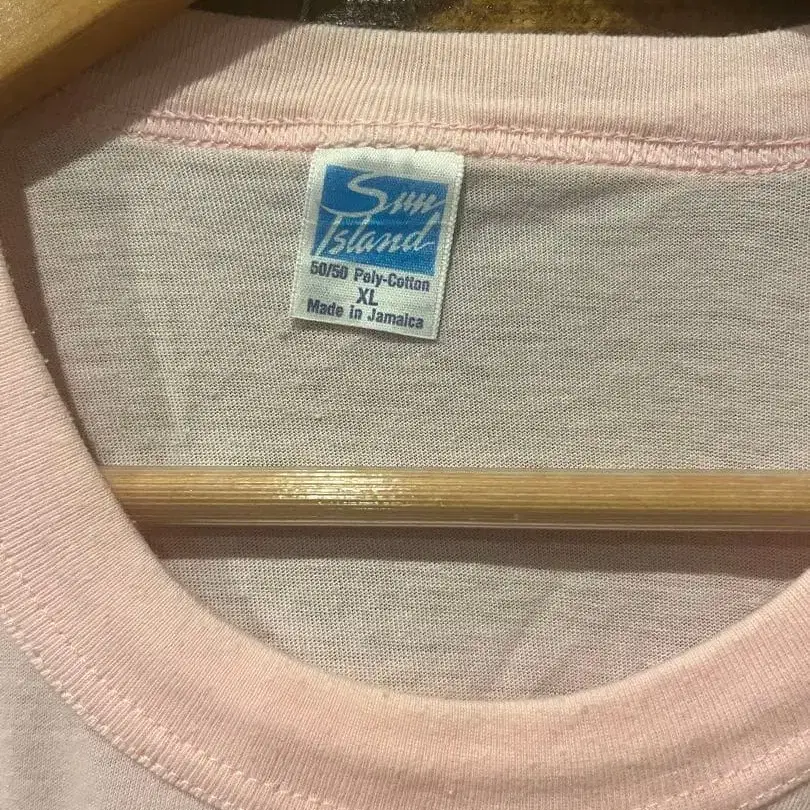 Sun
Island
50/50 Poly-Cotton
XL
Made in Jamaica